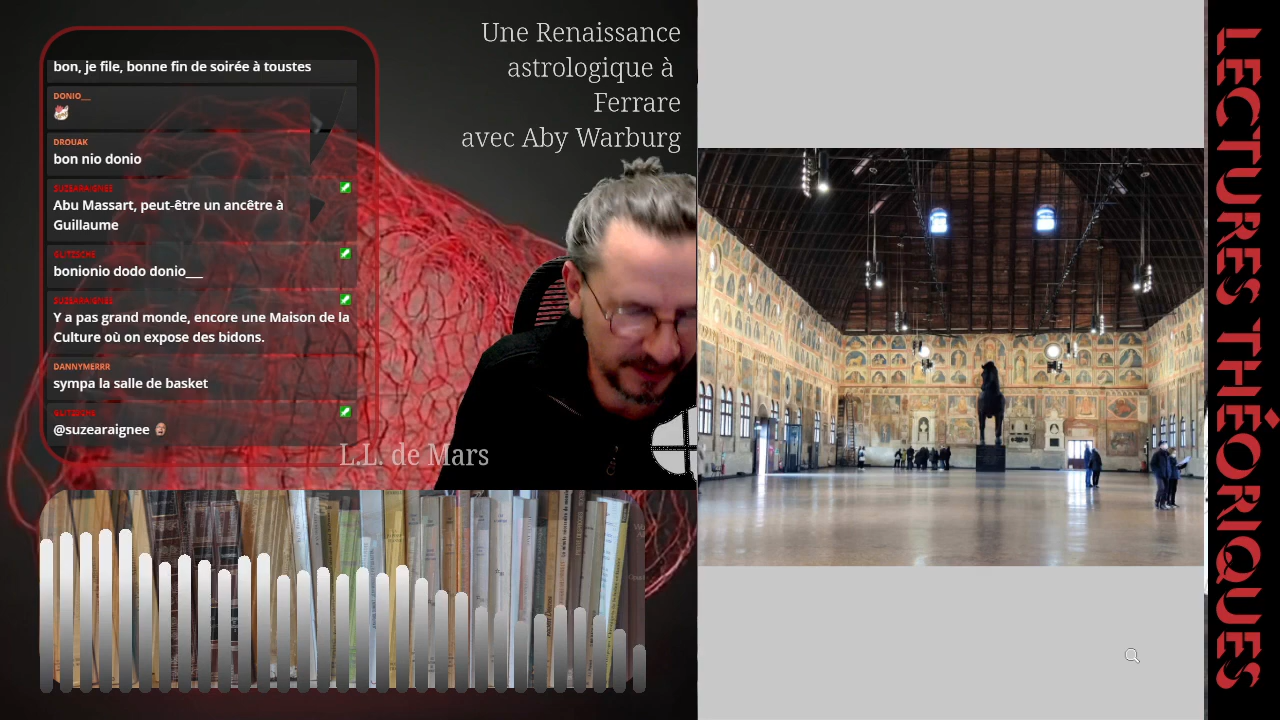 Une Renaissance
astrologique à
Ferrare
avec Aby Warburg
bon, je file, bonne fin de soirée à toustes
DONIO__
DROUAK
bon nio donio
SUZEARAIGNEE
Abu Massart, peut-être un ancêtre à
Guillaume
GLITZSCHE
bonionio dodo donio___
SUZEARAIGNEE
Y a pas grand monde, encore une Maison de la
Culture où on expose des bidons.
DANNYMERRR
sympa la salle de basket
GLITZSCHE
@suzearaignee
L.L. de Mars
LECTURES THÉORIQUES